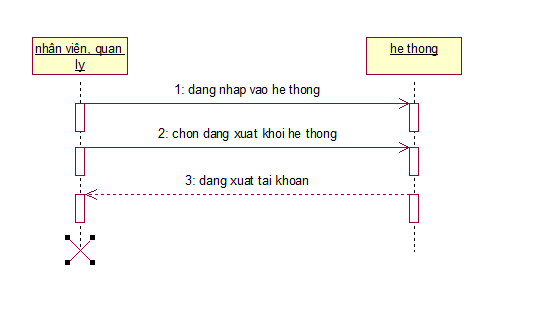 nhân viên, quan
ly
he thong
1: dang nhap vao he thong
2: chon dang xuat khoi he thong
3: dang xuat tai khoan